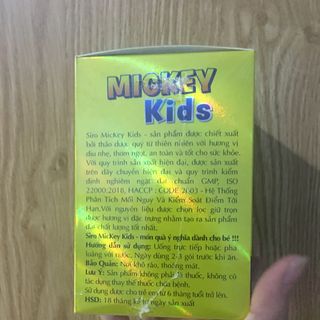 MICKEY
Kids
Siro Mickey Kids - sản phẩm được chiết xuất
bởi thảo dược quý từ thiên nhiên với hương vị
dịu nhẹ, thơm ngọt, an toàn và tốt cho sức khỏe.
Với quy trình sản xuất hiện đại, được sản xuất
trên dây chuyền hiện đại và quy trình kiểm
định nghiêm ngặt đạt chuẩn GMP, ISO
22000:2018, HACCP : CODE 2003 - Hệ Thống
Phân Tích Mối Nguy Và Kiểm Soát Điểm Tới
Hạn.Với nguyên liệu được chọn lọc giữ trọn
được hương vị đặc trưng nhằm tạo ra sản phẩm
đạt chất lượng tốt nhất.
Siro Mickey Kids - món quà ý nghĩa dành cho bé !!!
Hướng dẫn sử dụng: Uống trực tiếp hoặc pha
loãng với nước, Ngày dùng 2-3 gói trước khi ăn.
Bảo Quản: Nơi khô ráo, thoáng mát.
Lưu Ý: Sản phẩm không phải là thuốc, không có
tác dụng thay thế thuốc chữa bệnh.
Sử dụng được cho trẻ em từ 6 tháng tuổi trở lên.
HSD: 18 tháng kể từ ngày sản xuất